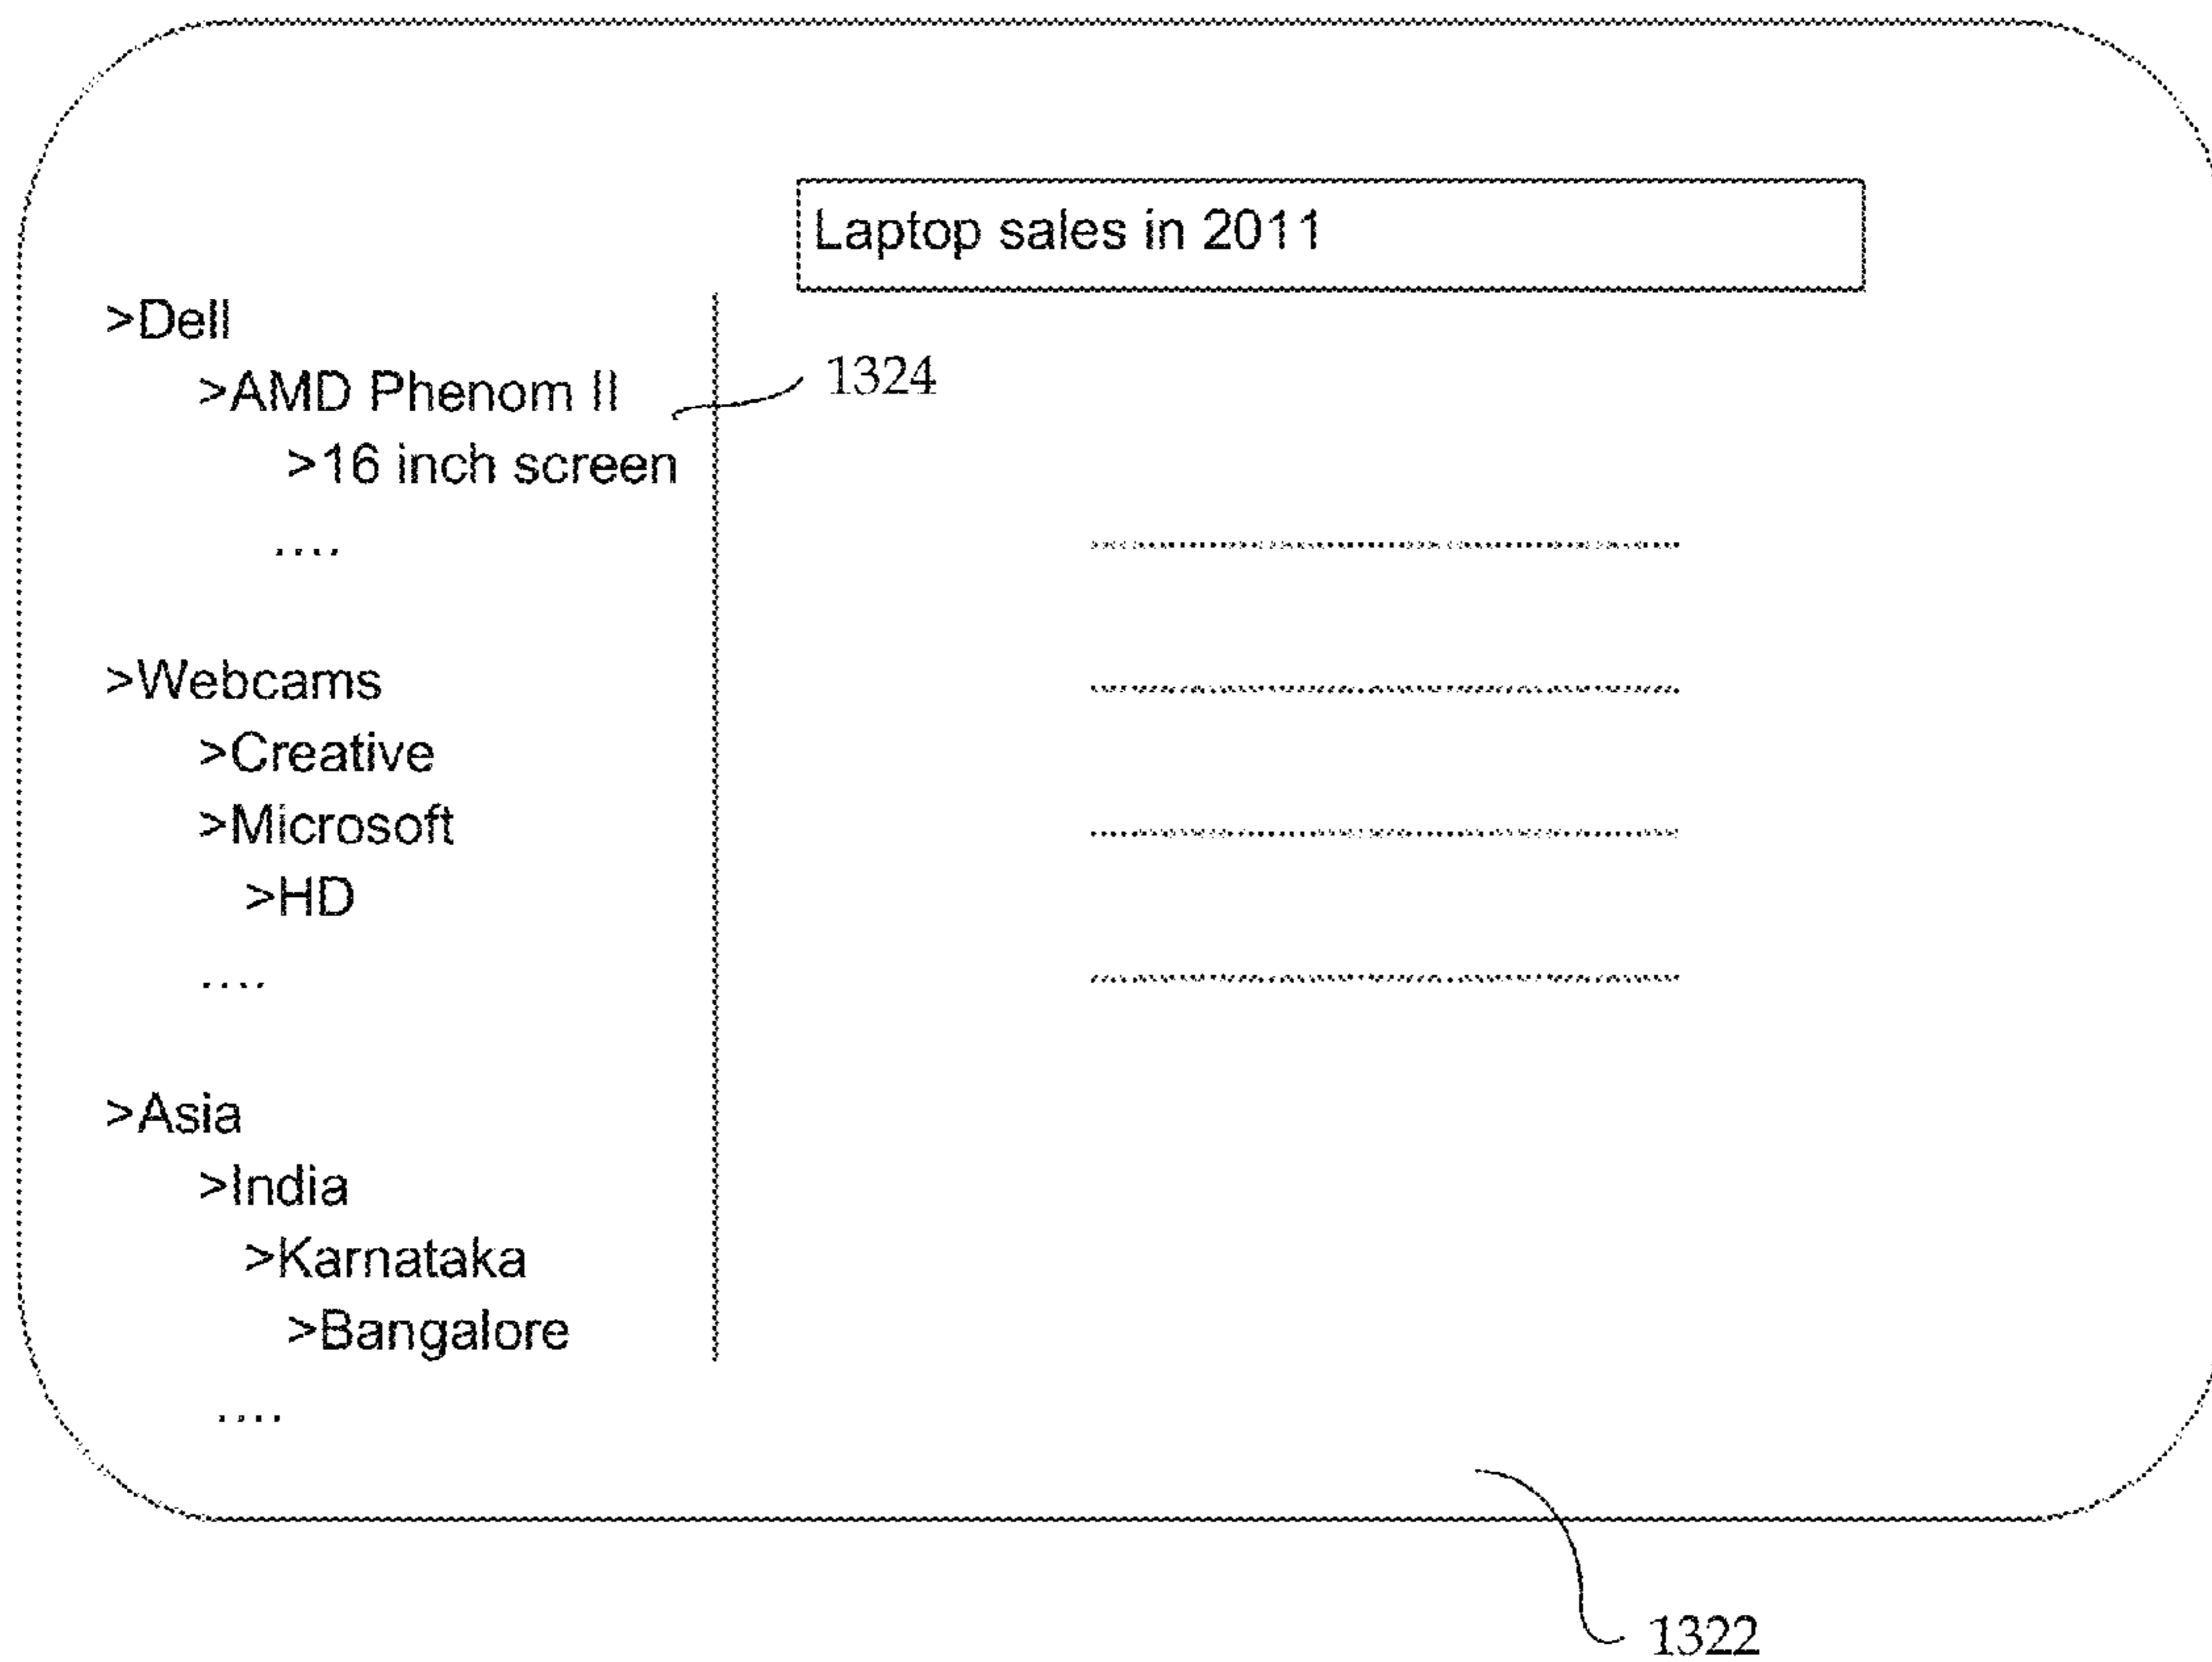 Laptop sales in 2011
>Dell
>AMD Phenom II
1324
>16 inch screen
....
>Webcams
>Creative
>Microsoft
>HD
....
>Asia
>India
>Karnataka
>Bangalore
....
1322